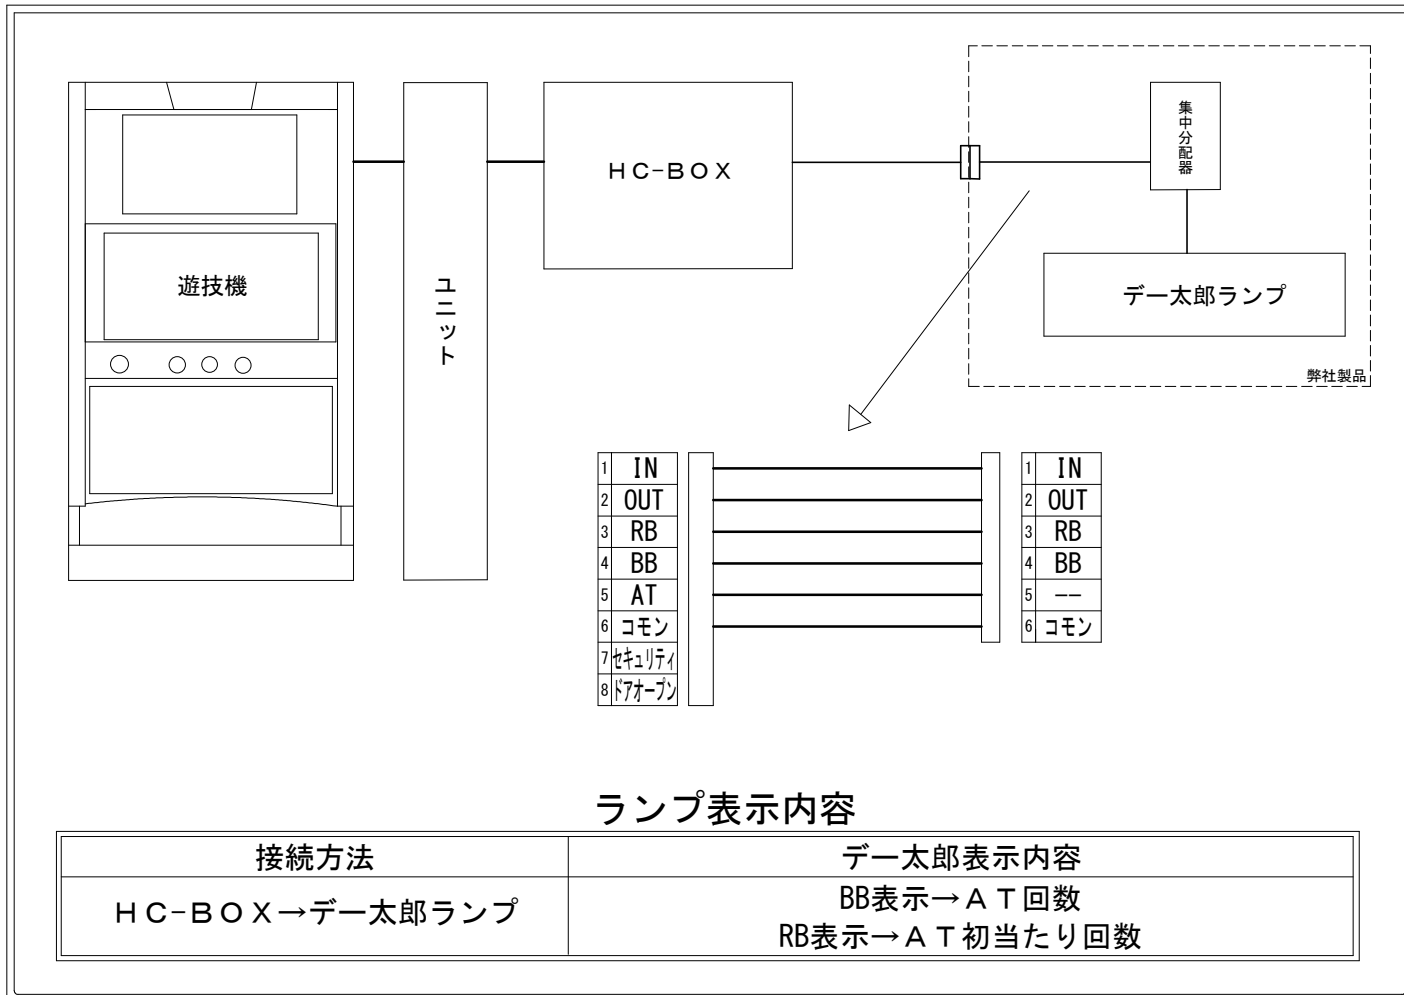 遊技機
ユニット
HC-BOX
集中分配器
デー太郎ランプ
弊社製品
1 IN
2 OUT
3 RB
4 BB
5 AT
6 コモン
7 セキュリティ
8 ドアオープン
1 IN
2 OUT
3 RB
4 BB
5 --
6 コモン
ランプ表示内容
接続方法 デー太郎表示内容
HC-BOX→デー太郎ランプ
BB表示→AT回数
RB表示→AT初当たり回数